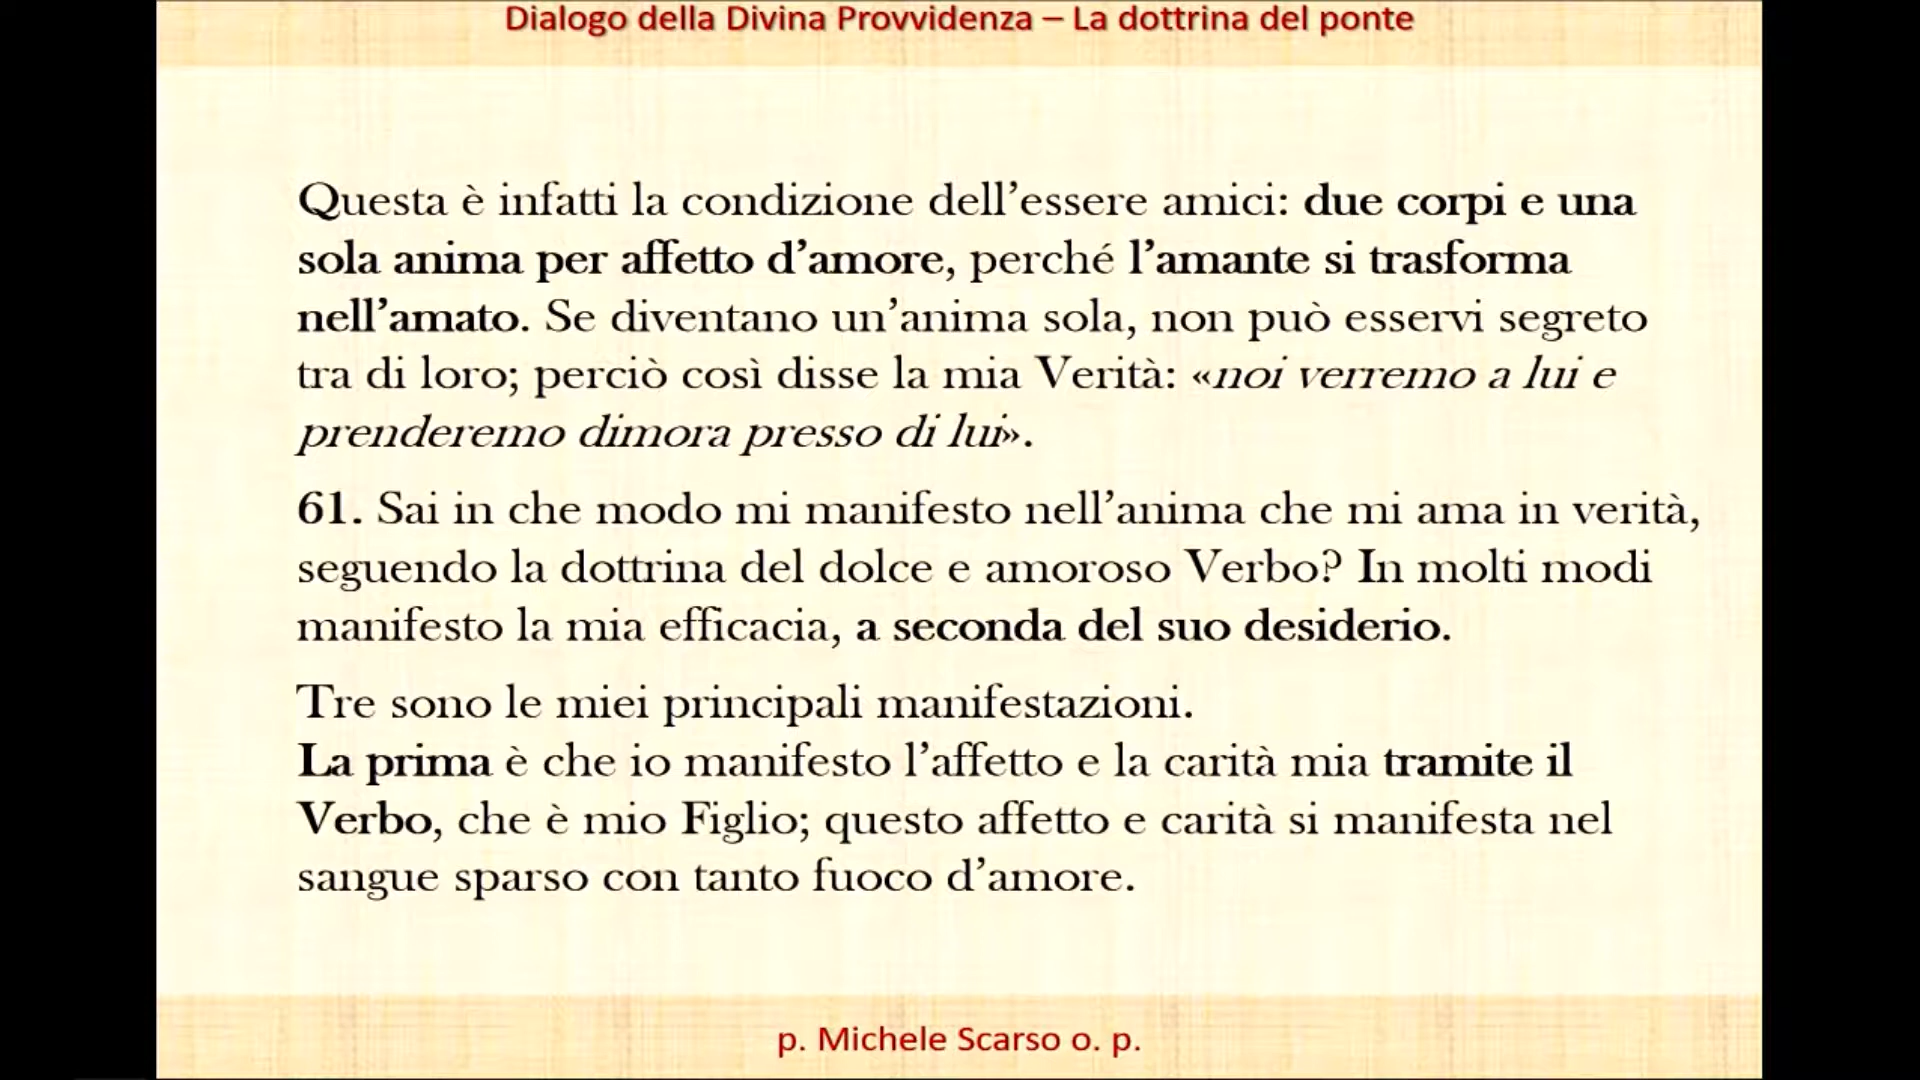 Dialogo della Divina Provvidenza – La dottrina del ponte
Questa è infatti la condizione dell’essere amici: due corpi e una
sola anima per affetto d’amore, perché l’amante si trasforma
nell’amato. Se diventano un’anima sola, non può esservi segreto
tra di loro; perciò così disse la mia Verità: «noi verremo a lui e
prenderemo dimora presso di lui».
61. Sai in che modo mi manifesto nell’anima che mi ama in verità,
seguendo la dottrina del dolce e amoroso Verbo? In molti modi
manifesto la mia efficacia, a seconda del suo desiderio.
Tre sono le miei principali manifestazioni.
La prima è che io manifesto l’affetto e la carità mia tramite il
Verbo, che è mio Figlio; questo affetto e carità si manifesta nel
sangue sparso con tanto fuoco d’amore.
p. Michele Scarso o. p.